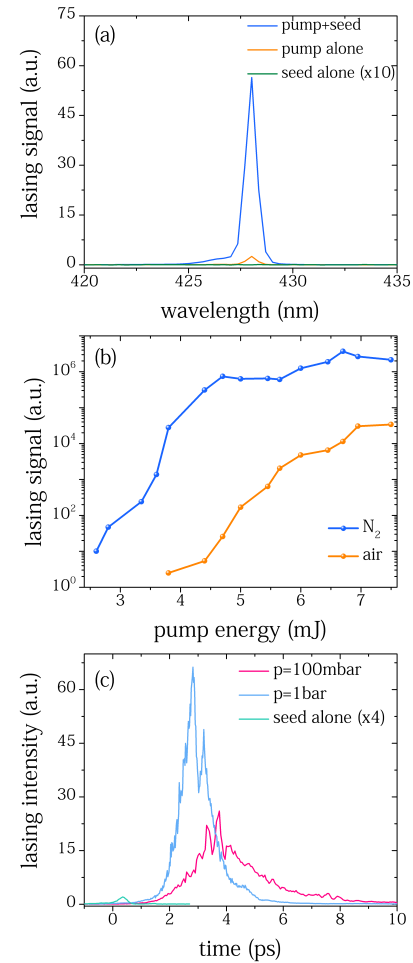 (a)
pump+seed
pump alone
seed alone (x10)
75
60
45
30
15
0
420
425
430
435
lasing signal (a.u.)
wavelength (nm)
(b)
10^6
10^4
10^2
10^0
N_2
air
3
4
5
6
7
lasing signal (a.u.)
pump energy (mJ)
(c)
p=100mbar
p=1bar
seed alone (x4)
60
45
30
15
0
0
2
4
6
8
10
lasing intensity (a.u.)
time (ps)